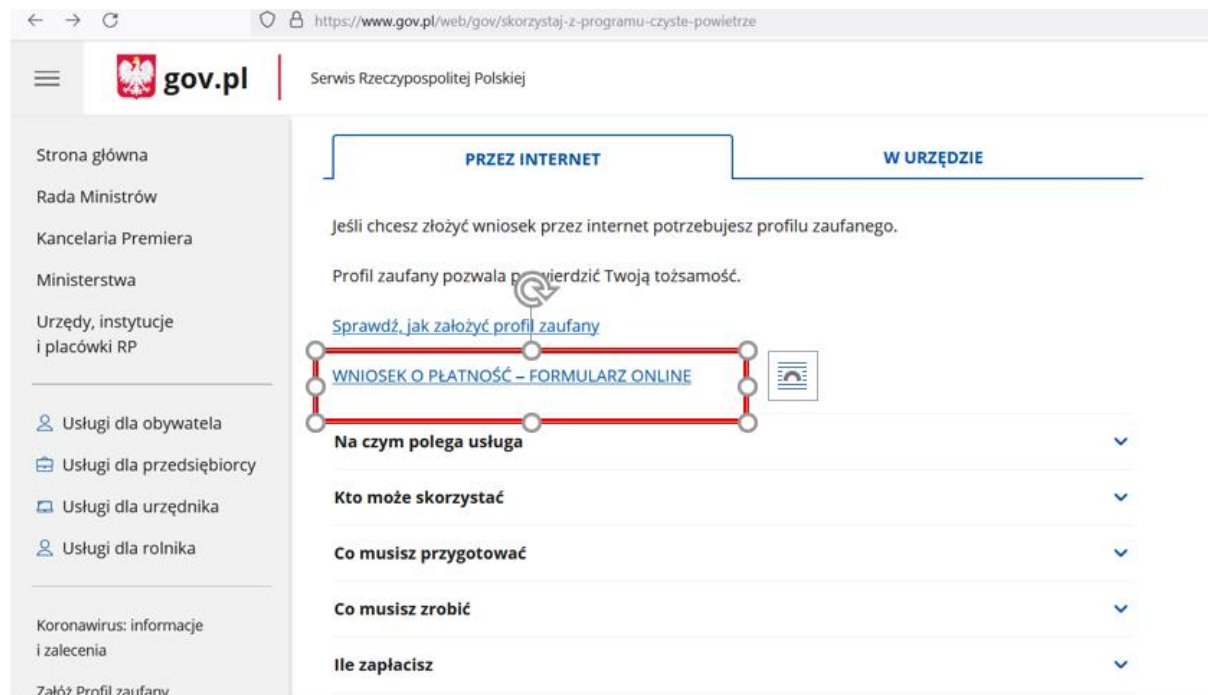 https://www.gov.pl/web/gov/skorzystaj-z-programu-czyste-powietrze
gov.pl
Serwis Rzeczypospolitej Polskiej
Strona główna
Rada Ministrów
Kancelaria Premiera
Ministerstwa
Urzędy, instytucje
i placówki RP
Usługi dla obywatela
Usługi dla przedsiębiorcy
Usługi dla urzędnika
Usługi dla rolnika
Koronawirus: informacje
i zalecenia
Załóż Profil zaufany
PRZEZ INTERNET
W URZĘDZIE
Jeśli chcesz złożyć wniosek przez internet potrzebujesz profilu zaufanego.
Profil zaufany pozwala potwierdzić Twoją tożsamość.
Sprawdź, jak założyć profil zaufany
WNIOSEK O PŁATNOŚĆ – FORMULARZ ONLINE
Na czym polega usługa
Kto może skorzystać
Co musisz przygotować
Co musisz zrobić
Ile zapłacisz